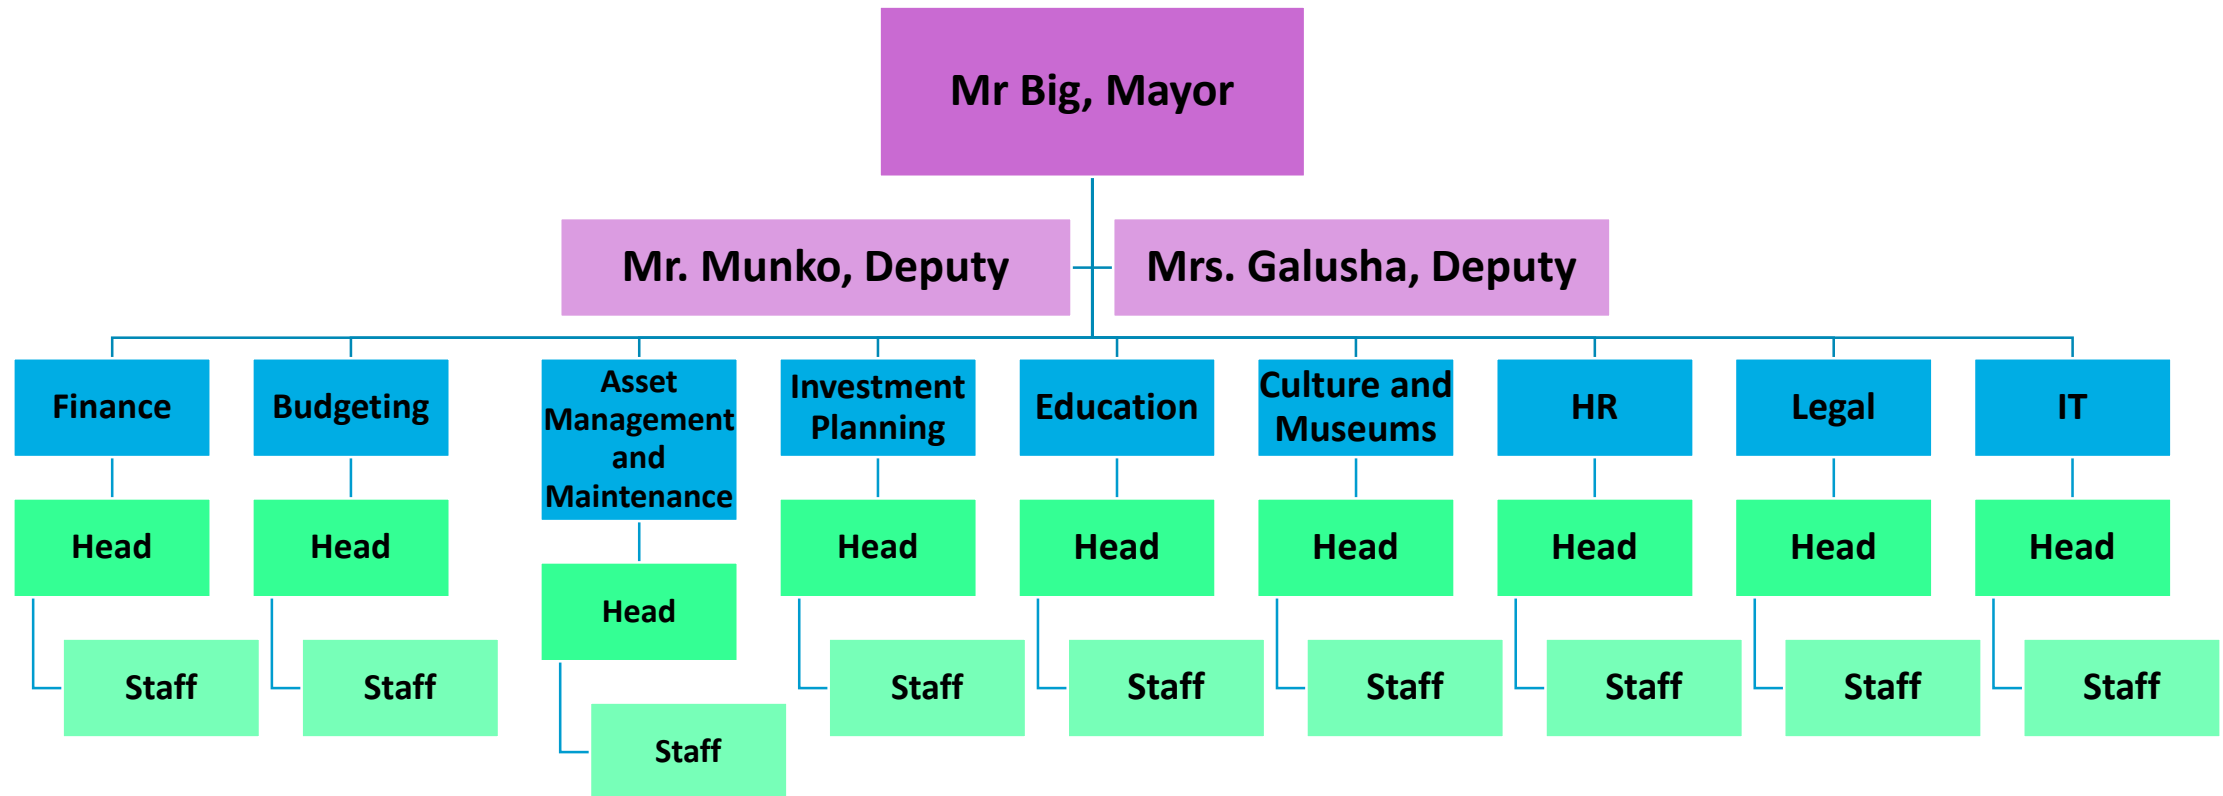 Mr Big, Mayor
Mr. Munko, Deputy
Mrs. Galusha, Deputy
Finance
Budgeting
Asset
Management
and
Maintenance
Investment
Planning
Education
Culture and
Museums
HR
Legal
IT
Head
Head
Head
Head
Head
Head
Head
Head
Head
Staff
Staff
Staff
Staff
Staff
Staff
Staff
Staff
Staff